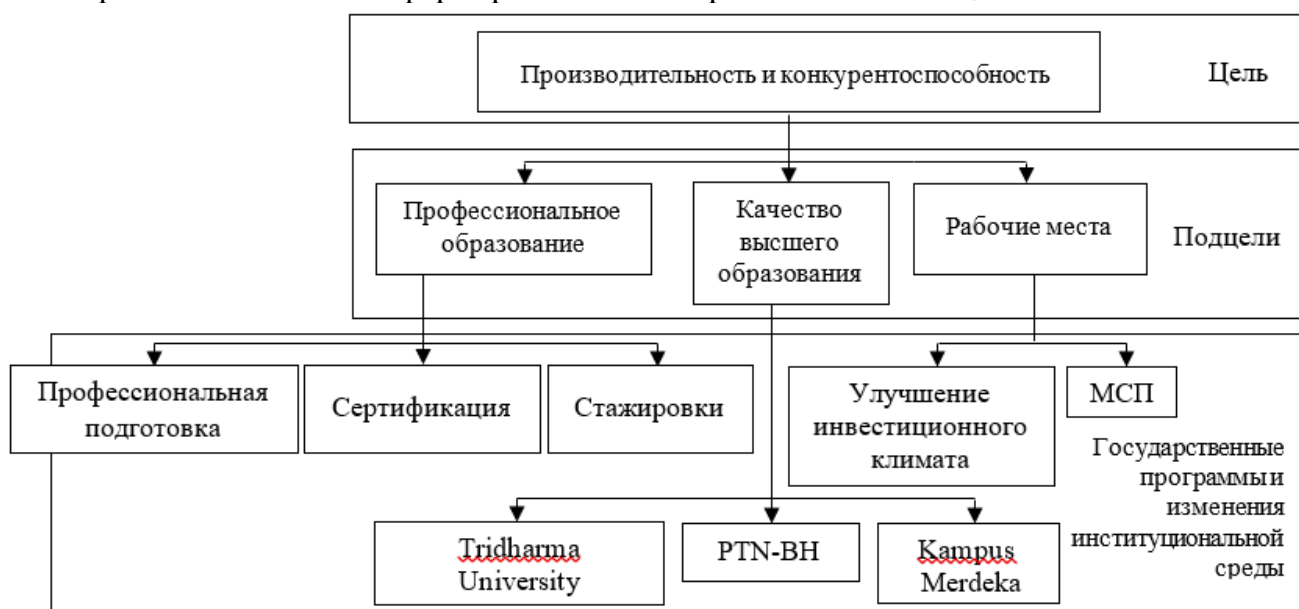 Производительность и конкурентоспособность
Цель
Профессиональное
образование
Качество
высшего
образования
Рабочие места
Подцели
Профессиональная
подготовка
Сертификация
Стажировки
Улучшение
инвестиционного
климата
МСП
Государственные
программы и
изменения
институциональной
среды
Tridharma
University
PTN-BH
Kampus
Merdeka